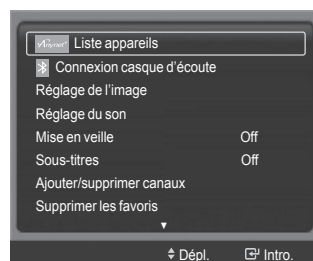 Anynet+ Liste appareils
Connexion casque d'écoute
Réglage de l'image
Réglage du son
Mise en veille Off
Sous-titres Off
Ajouter/supprimer canaux
Supprimer les favoris
Dépl. Intro.